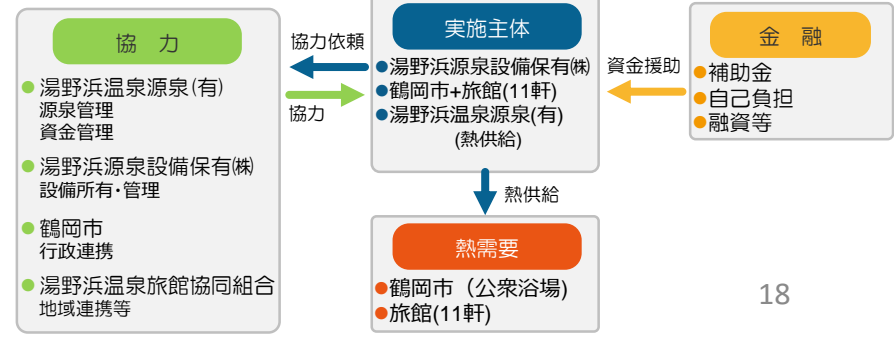 協　力
湯野浜温泉源泉(有)
源泉管理
資金管理
湯野浜源泉設備保有㈱
設備所有･管理
鶴岡市
行政連携
湯野浜温泉旅館協同組合
地域連携等
協力依頼
協力
実施主体
湯野浜源泉設備保有㈱
鶴岡市+旅館(11軒)
湯野浜温泉源泉(有)
(熱供給)
熱供給
熱需要
鶴岡市（公衆浴場)
旅館(11軒)
資金援助
金　融
補助金
自己負担
融資等
18